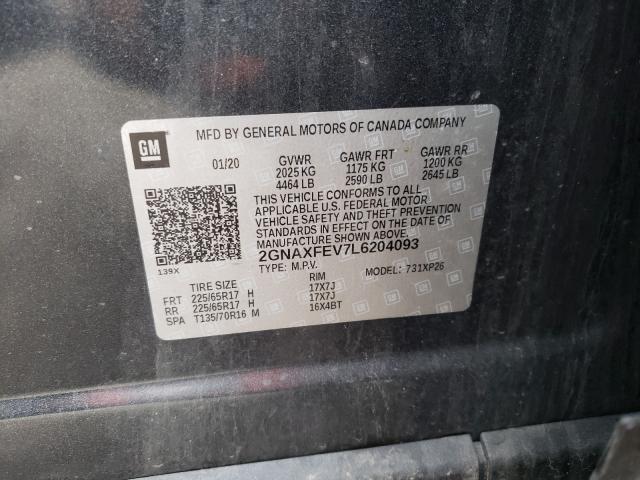 GM
MFD BY GENERAL MOTORS OF CANADA COMPANY
01/20 GVWR GAWR FRT GAWR RR
2025 KG 1175 KG 1200 KG
4464 LB 2590 LB 2645 LB
THIS VEHICLE CONFORMS TO ALL
APPLICABLE U.S. FEDERAL MOTOR
VEHICLE SAFETY AND THEFT PREVENTION
STANDARDS IN EFFECT ON THE DATE OF
MANUFACTURE SHOWN ABOVE.
2GNAXFEV7L6204093
139X
TYPE: M.P.V. MODEL: 731XP26
TIRE SIZE RIM
FRT 225/65R17 H 17X7J
RR 225/65R17 H 17X7J
SPA T135/70R16 M 16X4BT